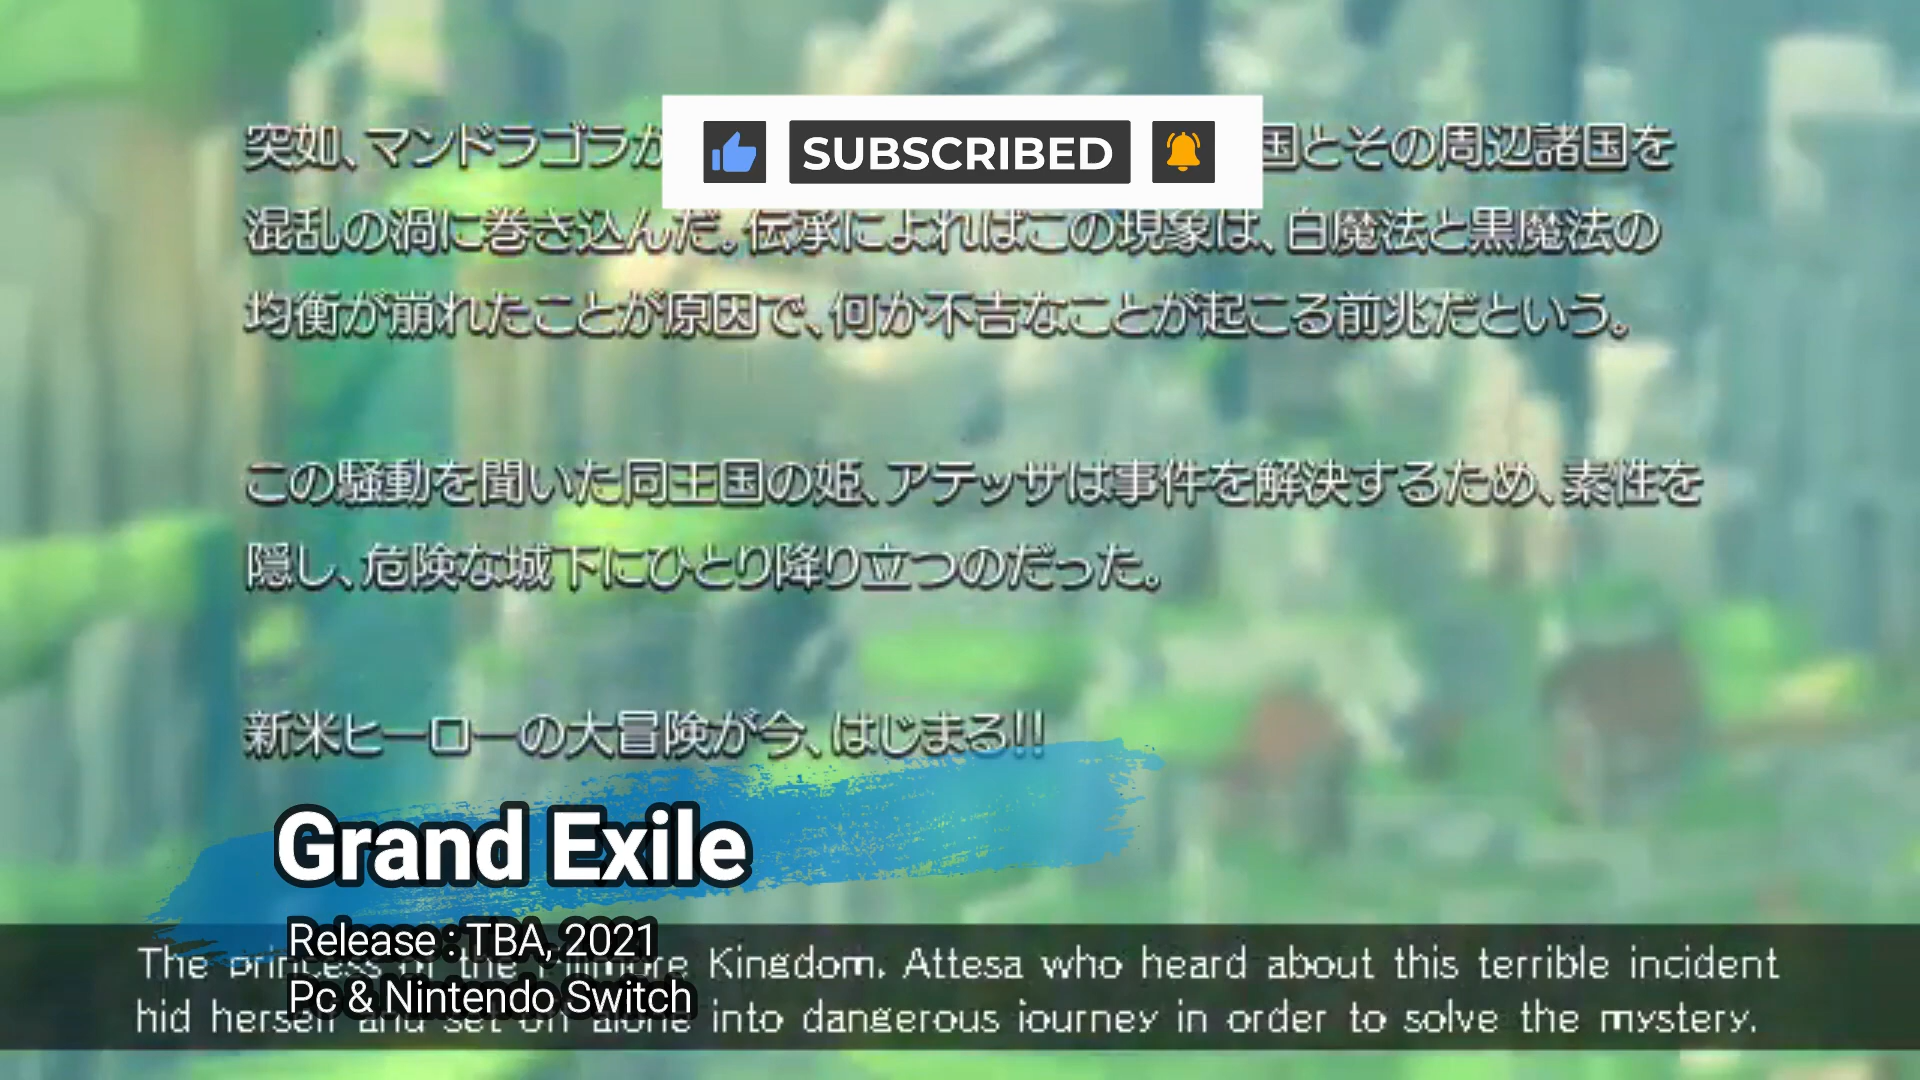 突如、マンドラゴラが
SUBSCRIBED
国とその周辺諸国を
混乱の渦に巻き込んだ。伝承によればこの現象は、白魔法と黒魔法の
均衡が崩れたことが原因で、何か不吉なことが起こる前兆だという。
この騒動を聞いた同王国の姫、アテッサは事件を解決するため、素性を
隠し、危険な城下にひとり降り立つのだった。
新米ヒーローの大冒険が今、はじまる!!
Grand Exile
Release : TBA, 2021
Pc & Nintendo Switch
The princess of the Kingdom. Attesa who heard about this terrible incident
hid herself and set off alone into dangerous journey in order to solve the mystery.